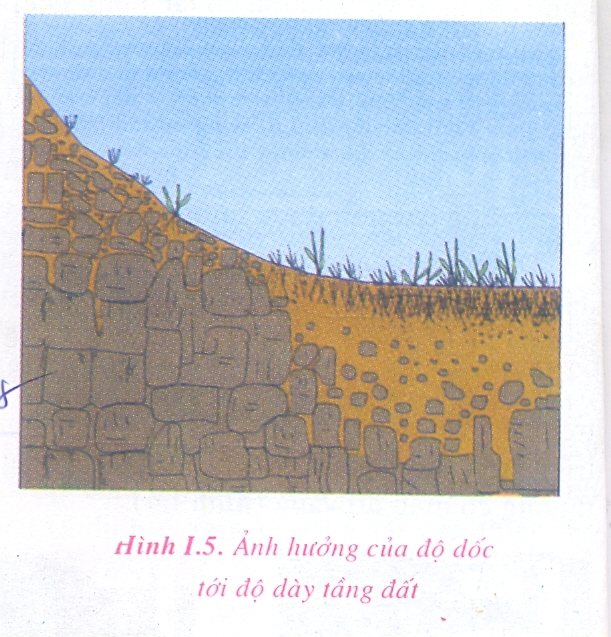 Hình I.5. Ảnh hưởng của độ dốc
tới độ dày tầng đất